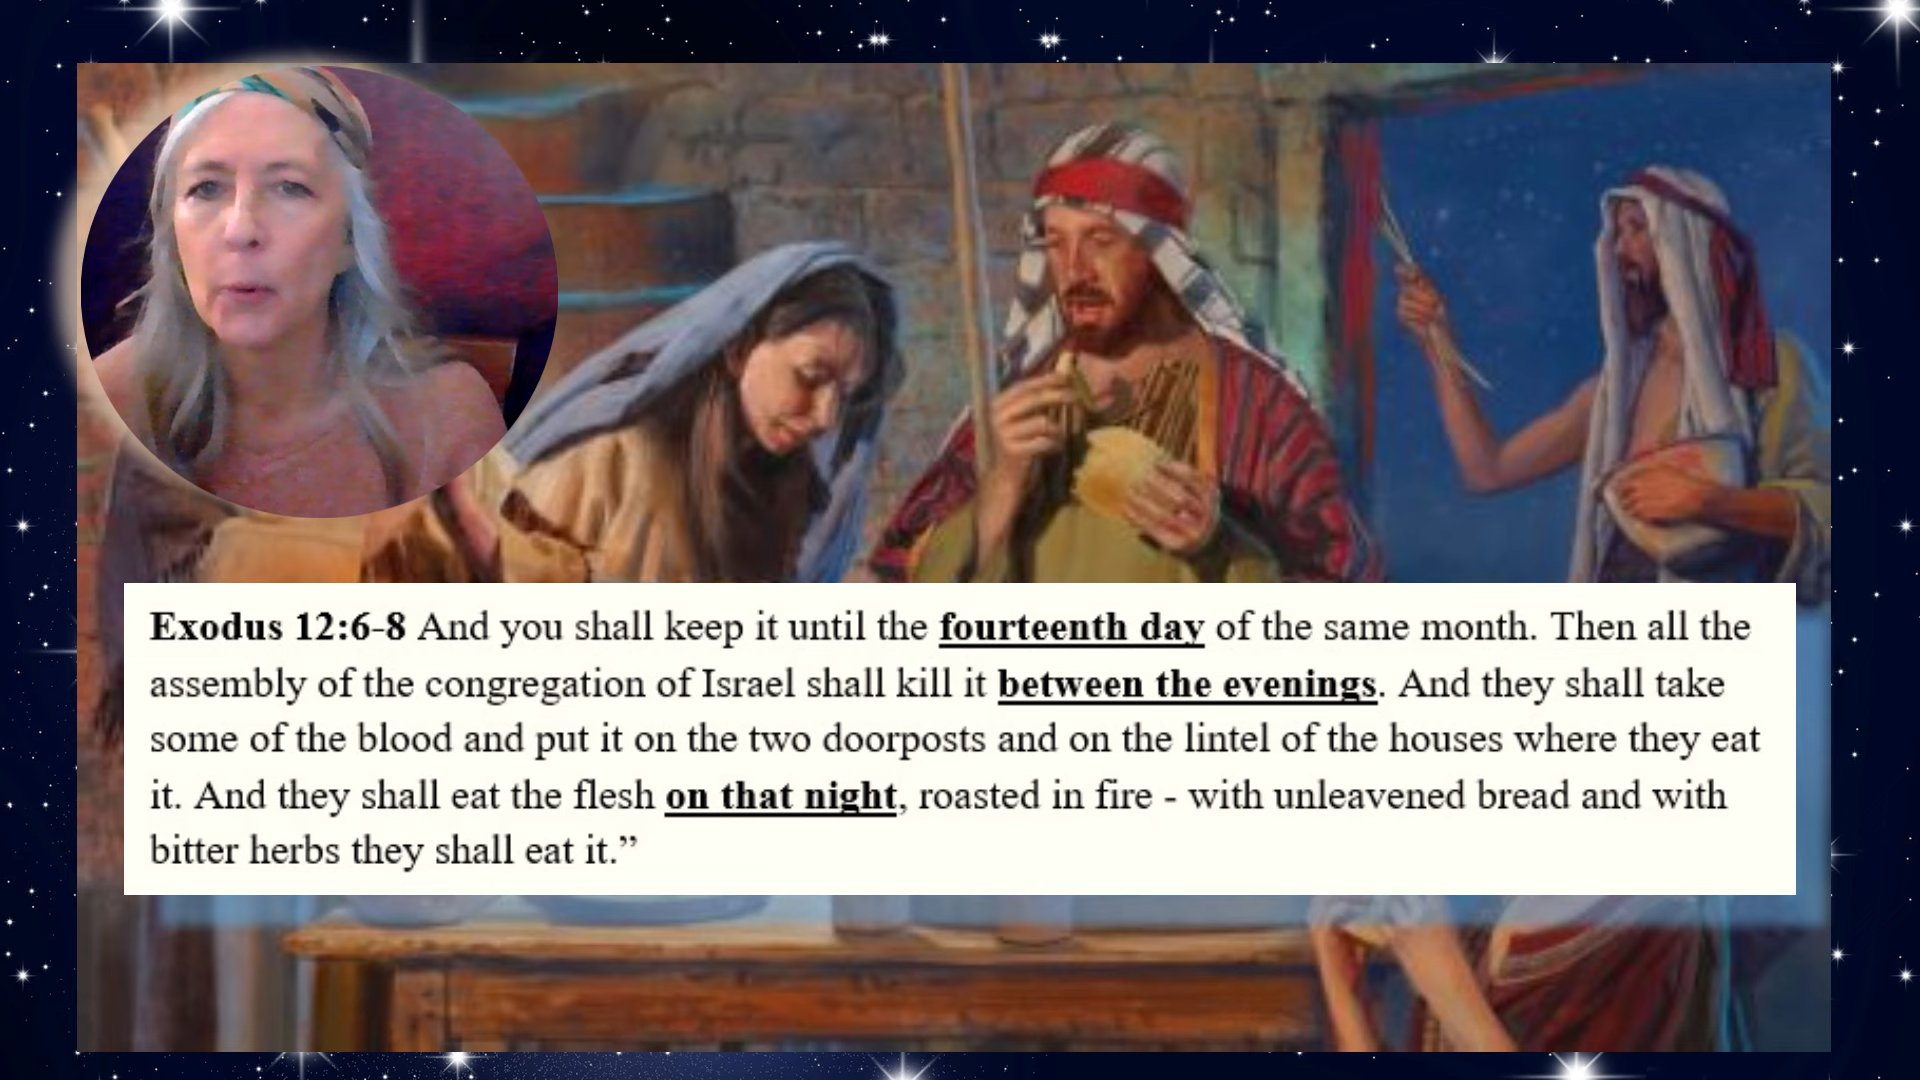 Exodus 12:6-8 And you shall keep it until the fourteenth day of the same month. Then all the
assembly of the congregation of Israel shall kill it between the evenings. And they shall take
some of the blood and put it on the two doorposts and on the lintel of the houses where they eat
it. And they shall eat the flesh on that night, roasted in fire - with unleavened bread and with
bitter herbs they shall eat it.”